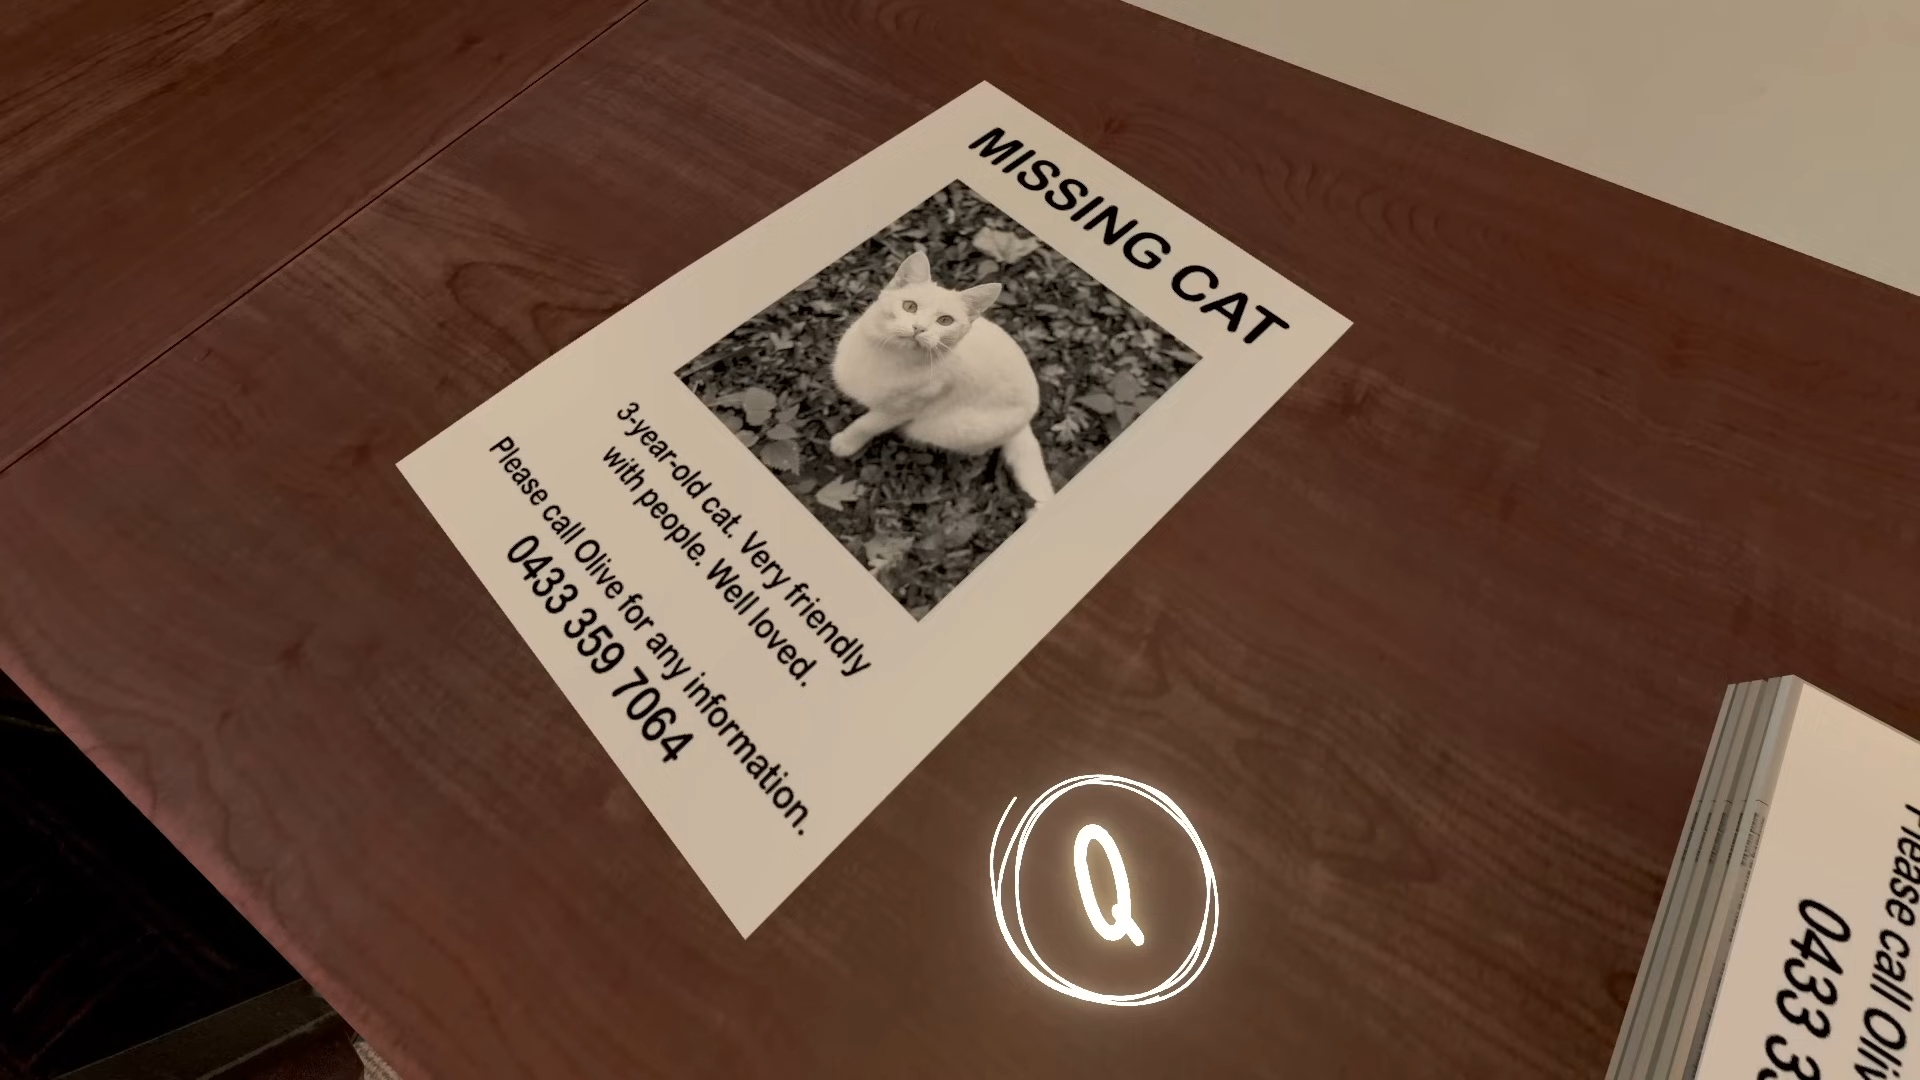 MISSING CAT
3-year-old cat. Very friendly
with people. Well loved.
Please call Olive for any information.
0433 359 7064
Q
Please call Oliv
0433 3